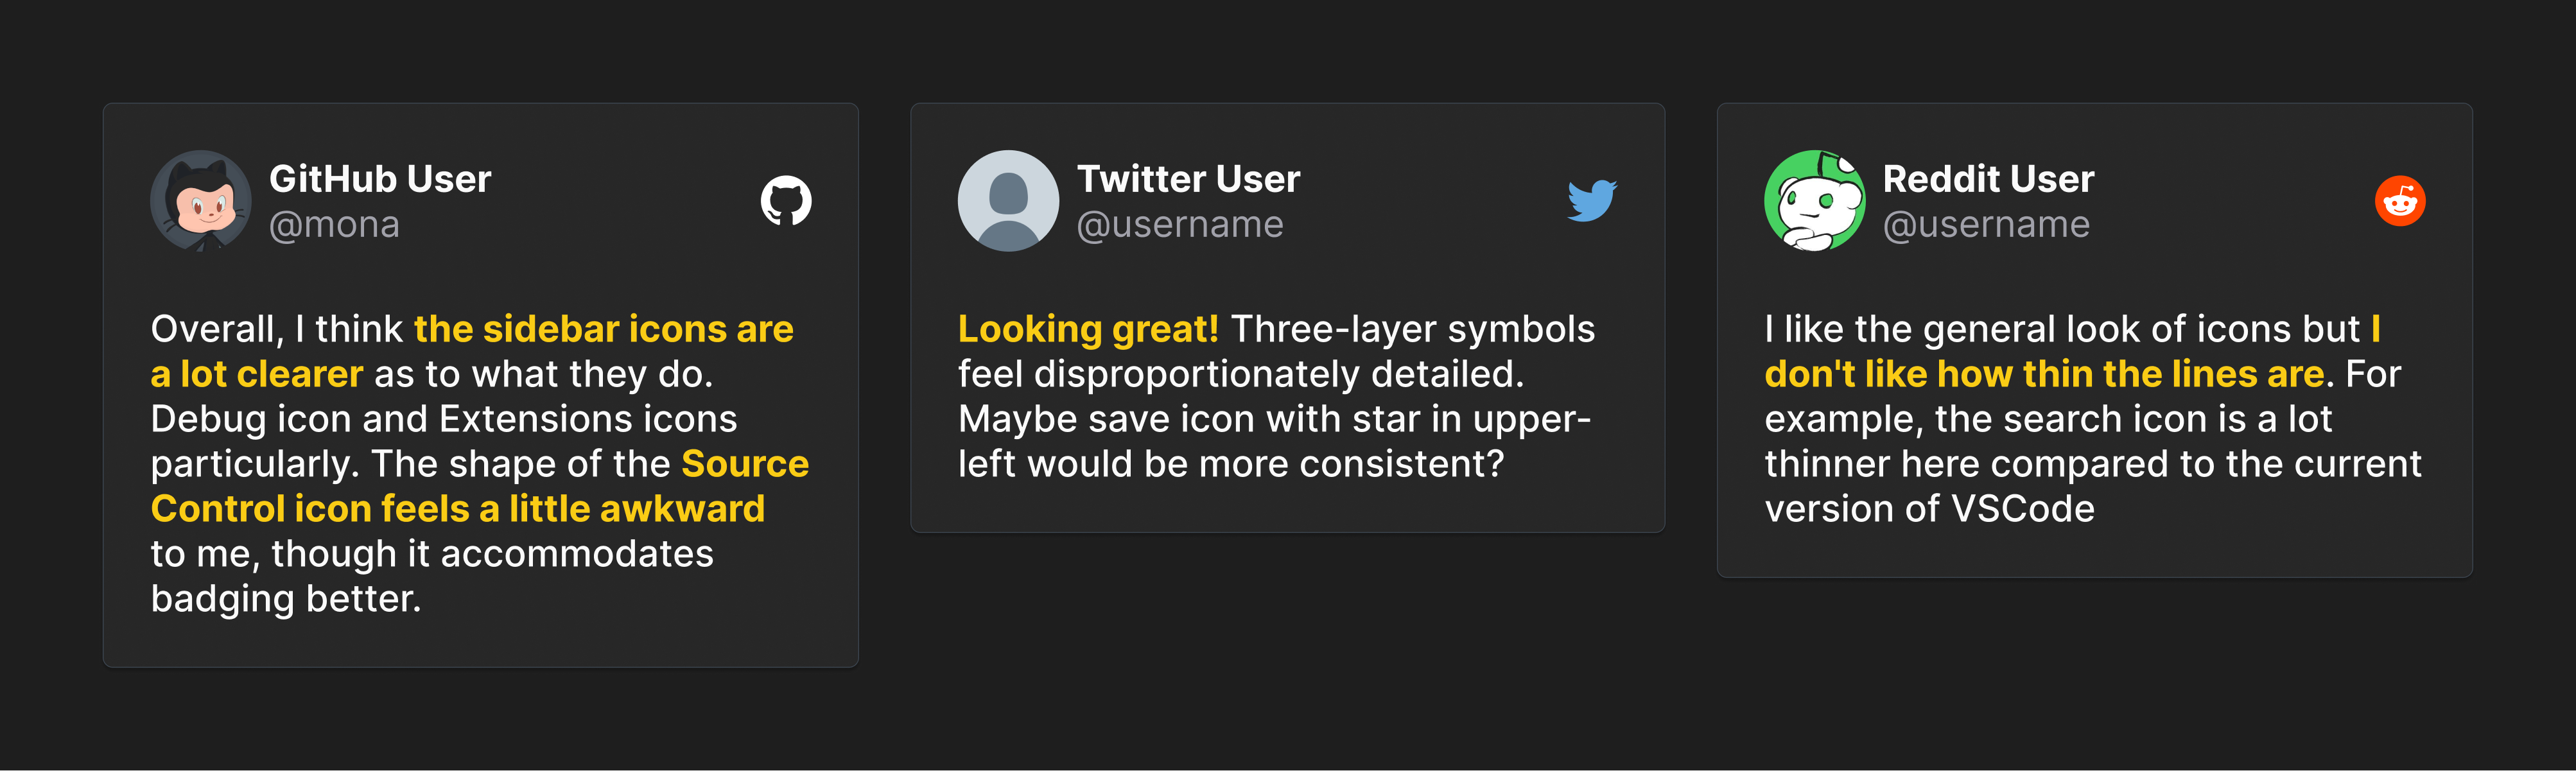 GitHub User
@mona
Overall, I think the sidebar icons are
a lot clearer as to what they do.
Debug icon and Extensions icons
particularly. The shape of the Source
Control icon feels a little awkward
to me, though it accommodates
badging better.
Twitter User
@username
Looking great! Three-layer symbols
feel disproportionately detailed.
Maybe save icon with star in upper-
left would be more consistent?
Reddit User
@username
I like the general look of icons but I
don't like how thin the lines are. For
example, the search icon is a lot
thinner here compared to the current
version of VSCode